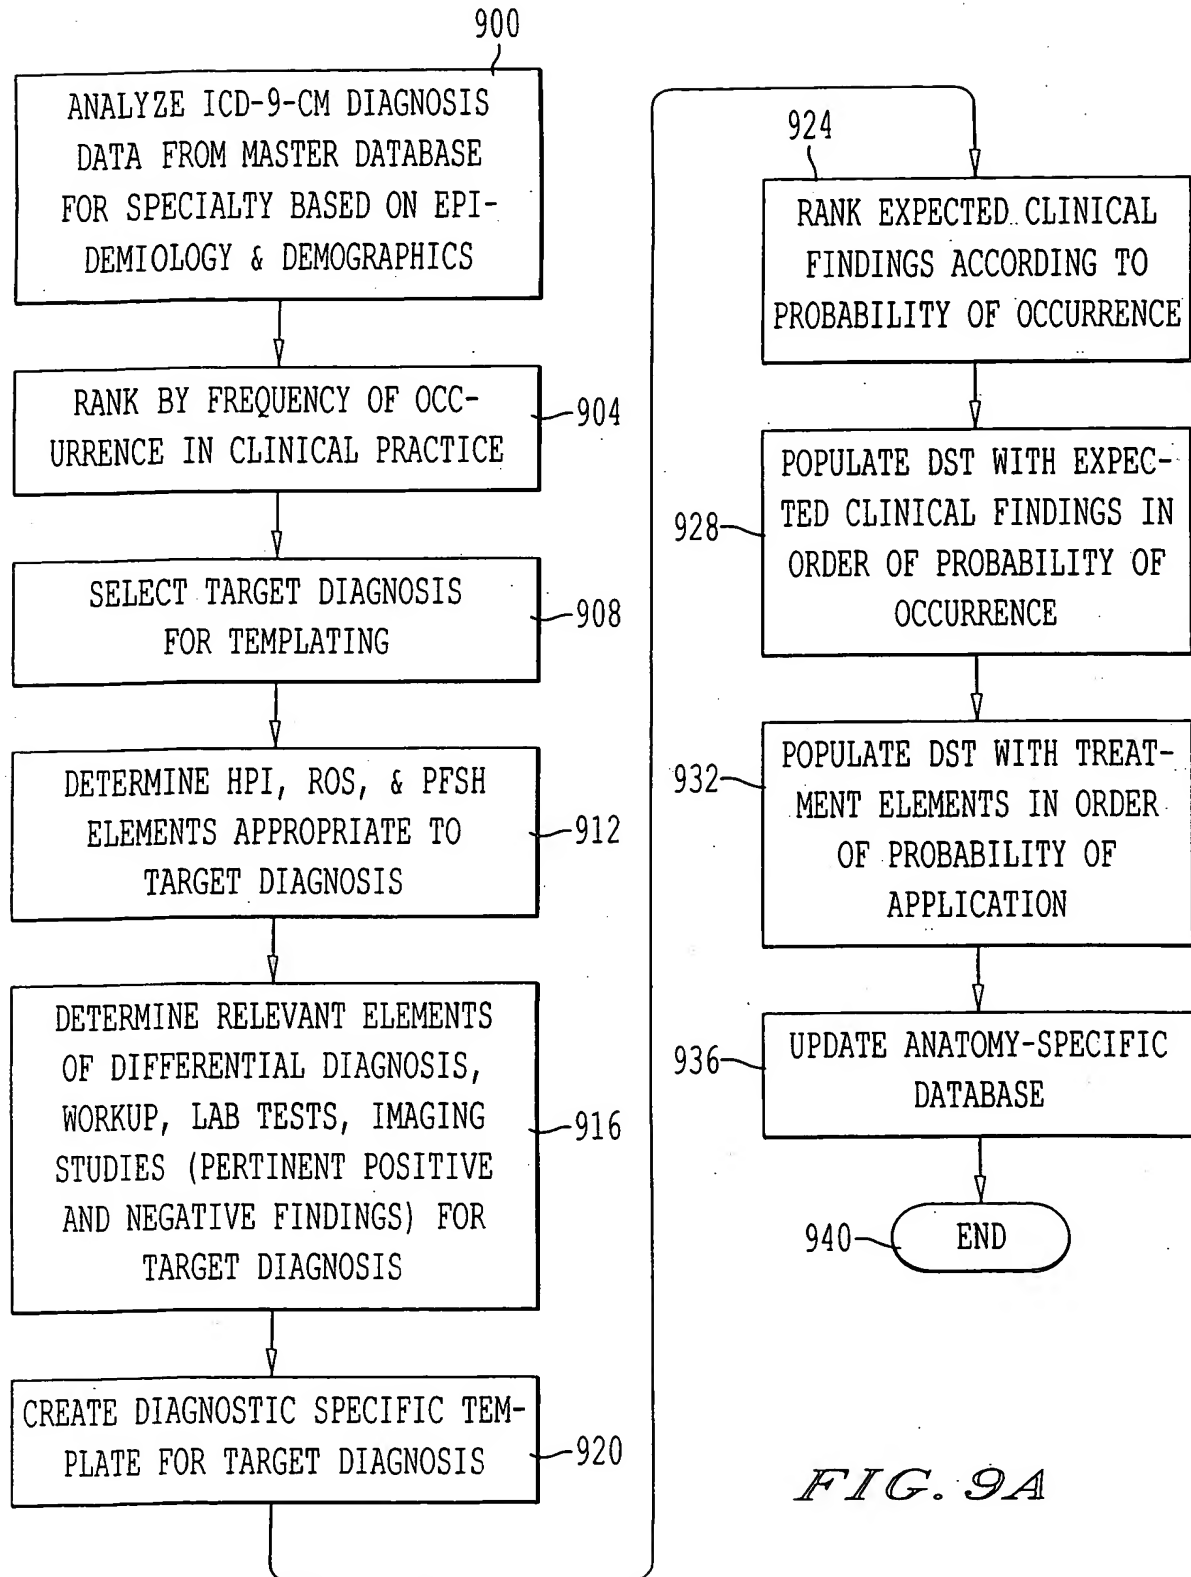 900
ANALYZE ICD-9-CM DIAGNOSIS
DATA FROM MASTER DATABASE
FOR SPECIALTY BASED ON EPI-
DEMIOLOGY & DEMOGRAPHICS
RANK BY FREQUENCY OF OCC-
URRENCE IN CLINICAL PRACTICE
904
SELECT TARGET DIAGNOSIS
FOR TEMPLATING
908
DETERMINE HPI, ROS, & PFSH
ELEMENTS APPROPRIATE TO
TARGET DIAGNOSIS
912
DETERMINE RELEVANT ELEMENTS
OF DIFFERENTIAL DIAGNOSIS,
WORKUP, LAB TESTS, IMAGING
STUDIES (PERTINENT POSITIVE
AND NEGATIVE FINDINGS) FOR
TARGET DIAGNOSIS
916
CREATE DIAGNOSTIC SPECIFIC TEM-
PLATE FOR TARGET DIAGNOSIS
920
924
RANK EXPECTED CLINICAL
FINDINGS ACCORDING TO
PROBABILITY OF OCCURRENCE
928
POPULATE DST WITH EXPEC-
TED CLINICAL FINDINGS IN
ORDER OF PROBABILITY OF
OCCURRENCE
932
POPULATE DST WITH TREAT-
MENT ELEMENTS IN ORDER
OF PROBABILITY OF
APPLICATION
936
UPDATE ANATOMY-SPECIFIC
DATABASE
940
END
FIG. 9A